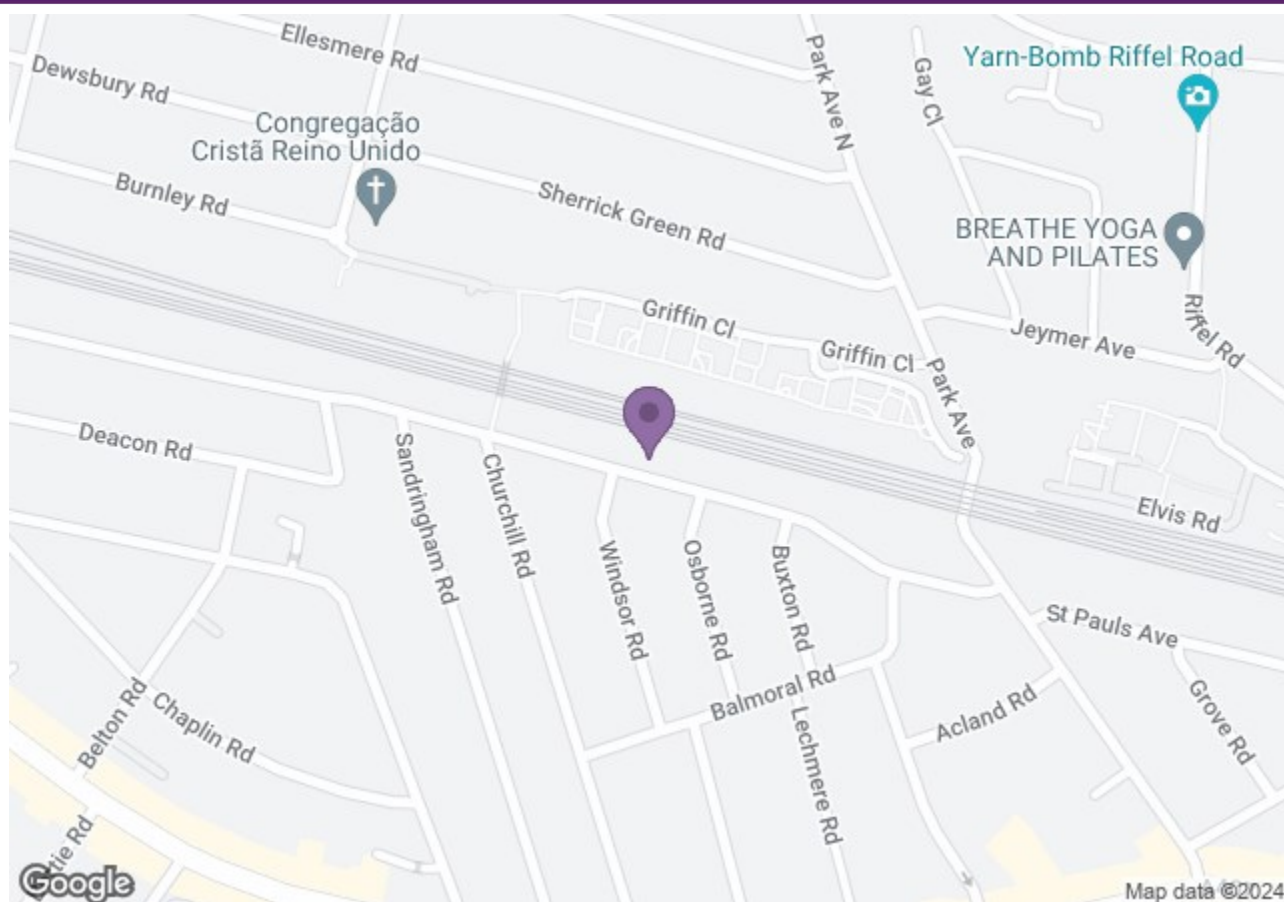 Ellesmere Rd
Dewsbury Rd
Congregação
Cristã Reino Unido
Burnley Rd
Sherrick Green Rd
Park Ave N
Gay Cl
Yarn-Bomb Riffel Road
BREATHE YOGA
AND PILATES
Riffel Rd
Jeymer Ave
Griffin Cl
Griffin Cl
Park Ave
Elvis Rd
Deacon Rd
Sandringham Rd
Churchill Rd
Windsor Rd
Osborne Rd
Buxton Rd
St Pauls Ave
Grove Rd
Acland Rd
Balmoral Rd
Lechmere Rd
Belton Rd
Chaplin Rd
Rd
Google
Map data ©2024